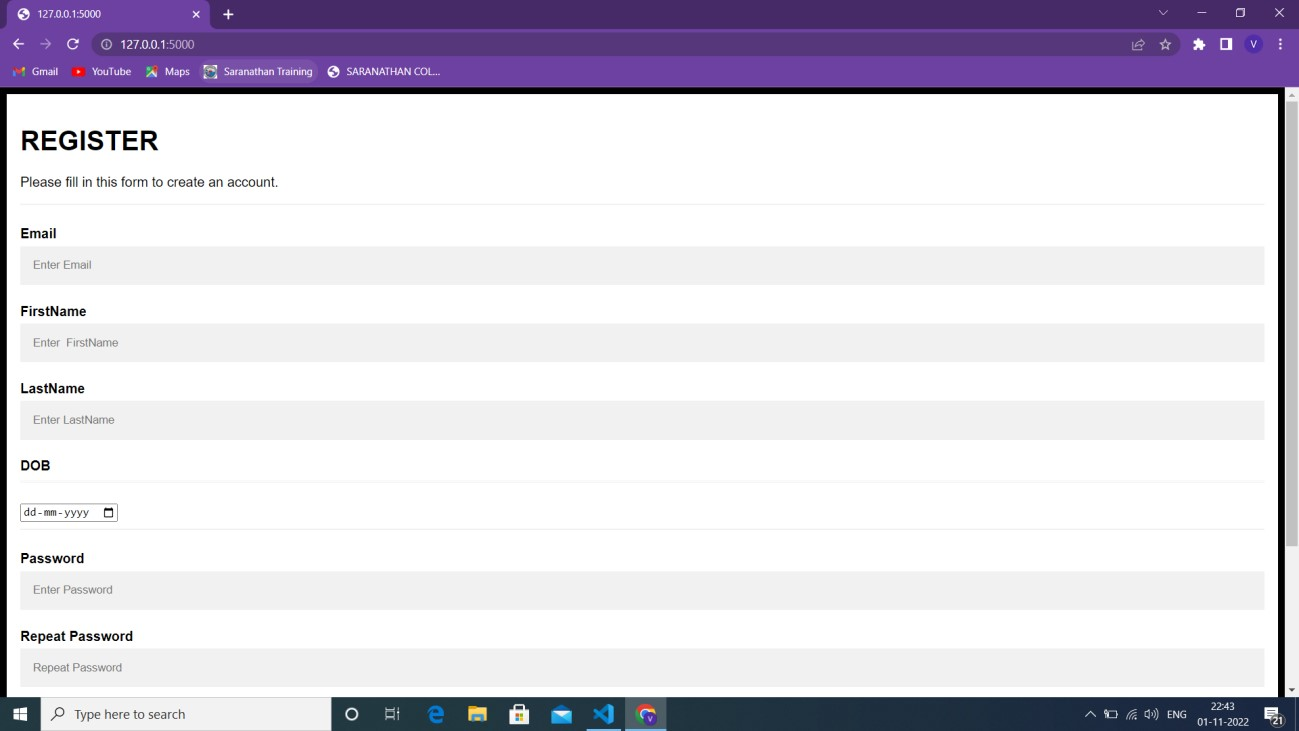 127.0.0.1:5000
127.0.0.1:5000
V
Gmail YouTube Maps Saranathan Training SARANATHAN COL...
REGISTER
Please fill in this form to create an account.
Email
Enter Email
FirstName
Enter  FirstName
LastName
Enter LastName
DOB
dd-mm-yyyy
Password
Enter Password
Repeat Password
Repeat Password
Type here to search
V
ENG
22:43
01-11-2022
21